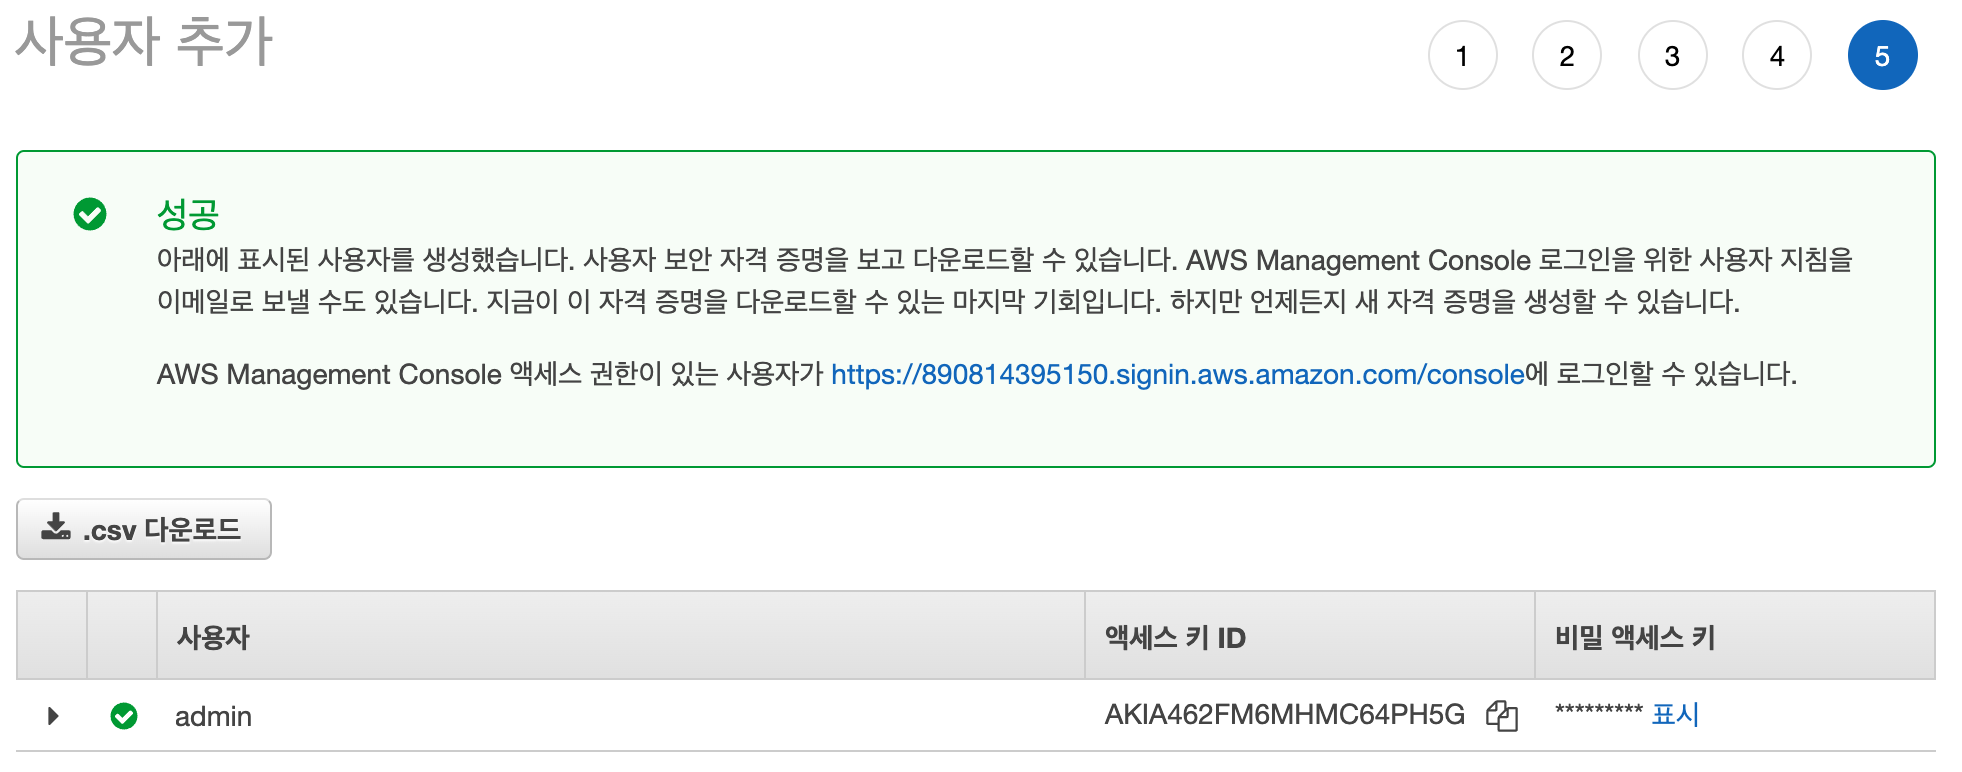 사용자 추가
1 2 3 4 5
성공
아래에 표시된 사용자를 생성했습니다. 사용자 보안 자격 증명을 보고 다운로드할 수 있습니다. AWS Management Console 로그인을 위한 사용자 지침을
이메일로 보낼 수도 있습니다. 지금이 이 자격 증명을 다운로드할 수 있는 마지막 기회입니다. 하지만 언제든지 새 자격 증명을 생성할 수 있습니다.
AWS Management Console 액세스 권한이 있는 사용자가 https://890814395150.signin.aws.amazon.com/console에 로그인할 수 있습니다.
.csv 다운로드
사용자 액세스 키 ID 비밀 액세스 키
admin AKIA462FM6MHMC64PH5G ********* 표시